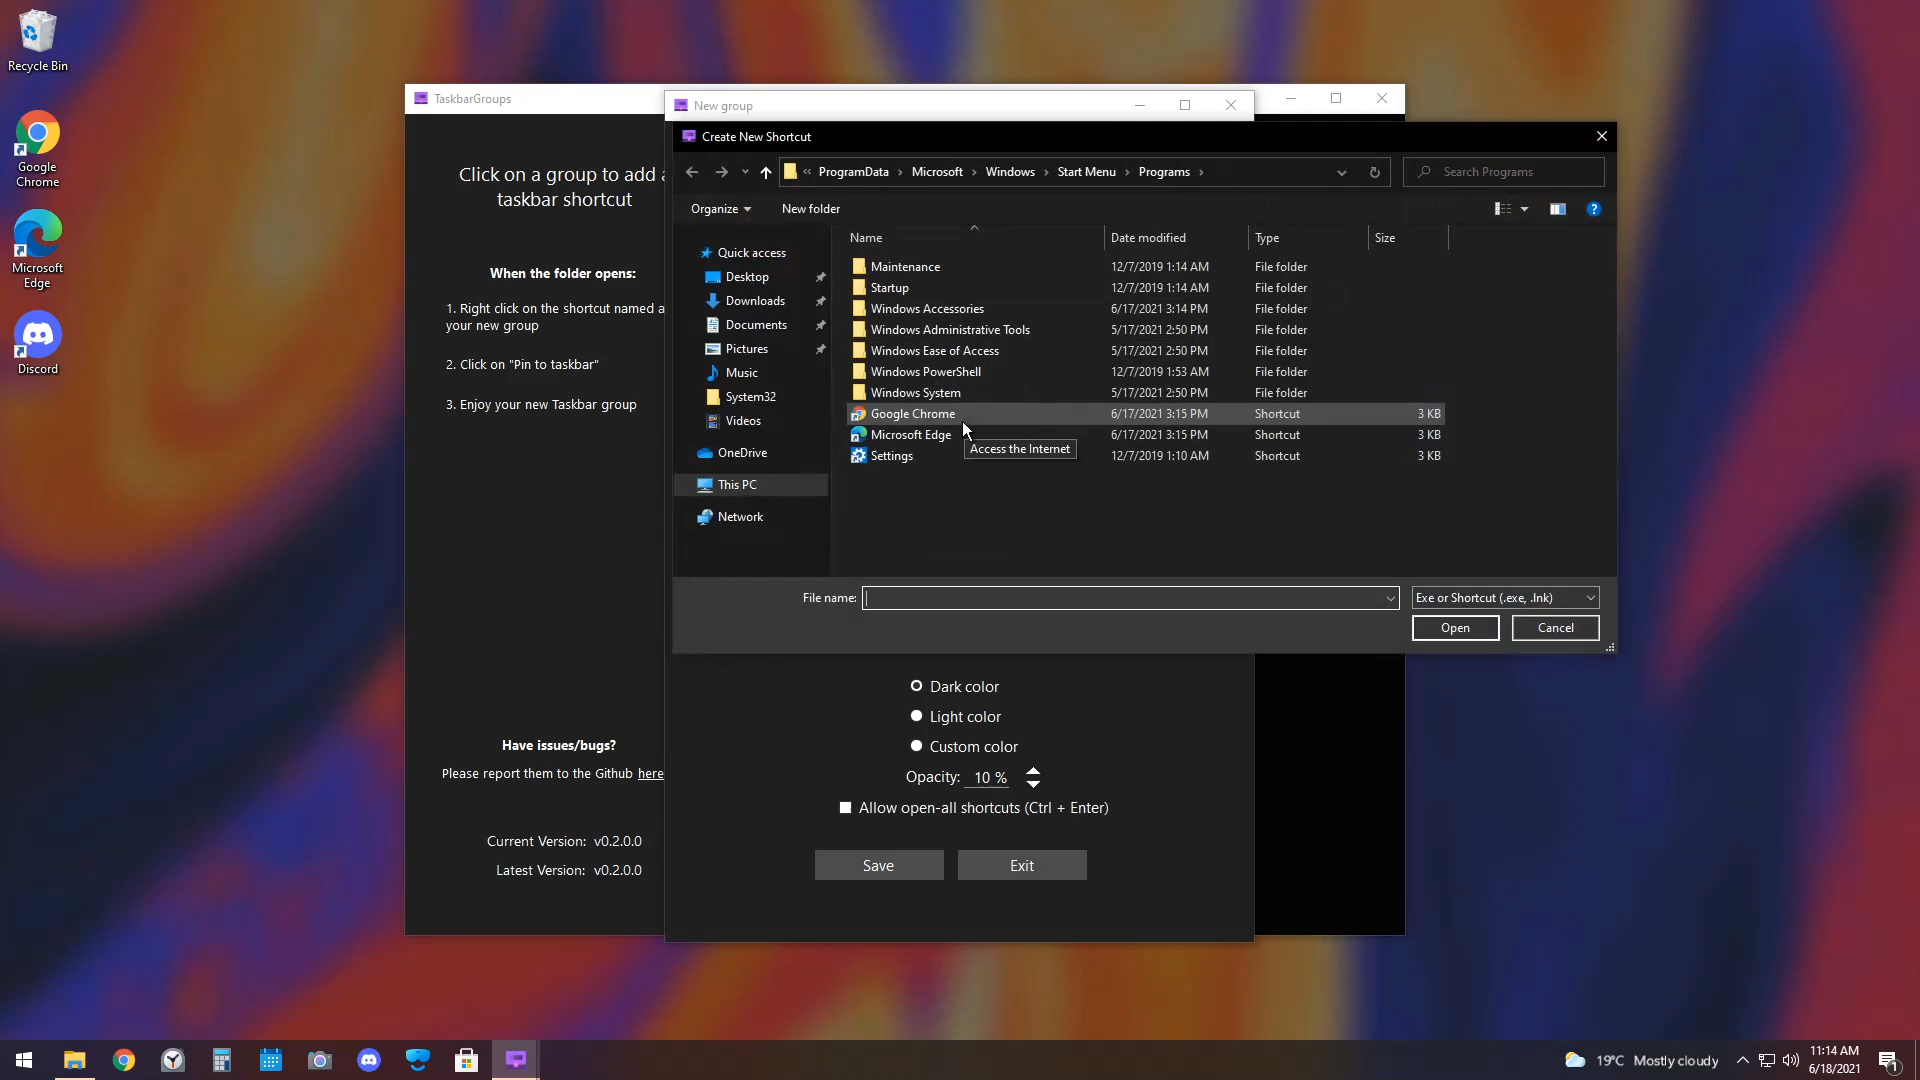 Recycle Bin
Google
Chrome
Microsoft
Edge
Discord
TaskbarGroups
Click on a group to add a
taskbar shortcut
When the folder opens:
1. Right click on the shortcut named a
your new group
2. Click on "Pin to taskbar"
3. Enjoy your new Taskbar group
Have issues/bugs?
Please report them to the Github here
Current Version: v0.2.0.0
Latest Version: v0.2.0.0
New group
Create New Shortcut
« ProgramData › Microsoft › Windows › Start Menu › Programs ›
Search Programs
Organize
New folder
Quick access
Desktop
Downloads
Documents
Pictures
Music
System32
Videos
OneDrive
This PC
Network
Name Date modified Type Size
Maintenance 12/7/2019 1:14 AM File folder
Startup 12/7/2019 1:14 AM File folder
Windows Accessories 6/17/2021 3:14 PM File folder
Windows Administrative Tools 5/17/2021 2:50 PM File folder
Windows Ease of Access 5/17/2021 2:50 PM File folder
Windows PowerShell 12/7/2019 1:53 AM File folder
Windows System 5/17/2021 2:50 PM File folder
Google Chrome 6/17/2021 3:15 PM Shortcut 3 KB
Microsoft Edge 6/17/2021 3:15 PM Shortcut 3 KB
Access the Internet
Settings 12/7/2019 1:10 AM Shortcut 3 KB
File name:
Exe or Shortcut (.exe, .lnk)
Open
Cancel
Dark color
Light color
Custom color
Opacity: 10 %
Allow open-all shortcuts (Ctrl + Enter)
Save
Exit
19°C Mostly cloudy
11:14 AM
6/18/2021
1